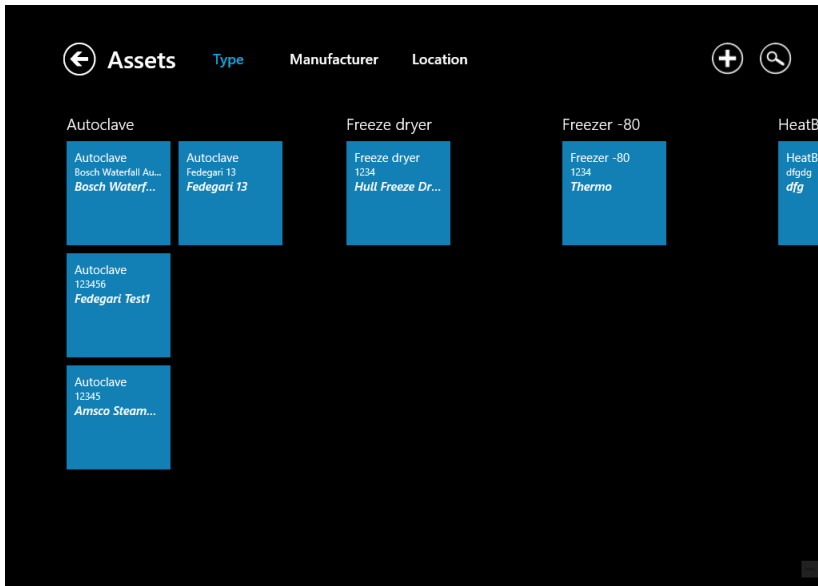 Assets Type Manufacturer Location
Autoclave
Autoclave
Bosch Waterfall Au...
Bosch Waterf...
Autoclave
Fedegari 13
Fedegari 13
Autoclave
123456
Fedegari Test1
Autoclave
12345
Amsco Steam...
Freeze dryer
Freeze dryer
1234
Hull Freeze Dr...
Freezer -80
Freezer -80
1234
Thermo
HeatB
HeatB
dfgdg
dfg